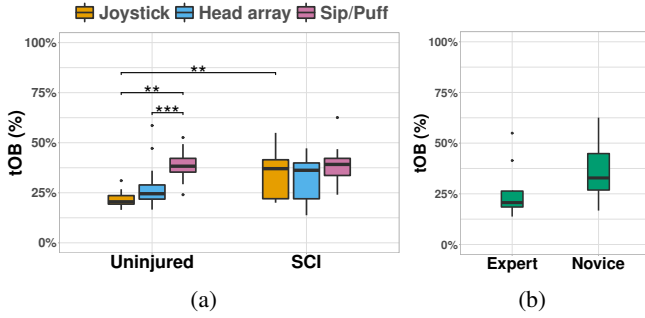 Joystick Head array Sip/Puff
100%
75%
50%
25%
0%
tOB (%)
**
**
***
Uninjured SCI
(a)
100%
75%
50%
25%
0%
tOB (%)
Expert Novice
(b)